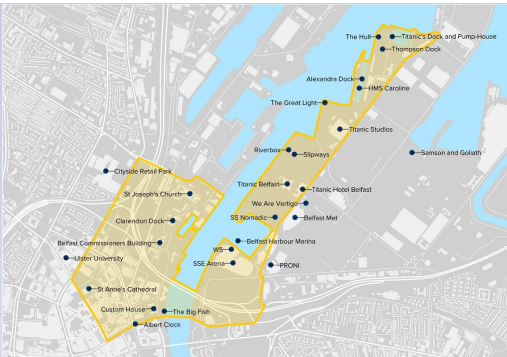 The Hull
Titanic's Dock and Pump-House
Thompson Dock
Alexandra Dock
HMS Caroline
The Great Light
Titanic Studios
Riverbox
Slipways
Samson and Goliath
Cityside Retail Park
Titanic Belfast
Titanic Hotel Belfast
St Joseph's Church
We Are Vertigo
Clarendon Dock
SS Nomadic
Belfast Met
Belfast Commissioners Building
Belfast Harbour Marina
W5
Ulster University
SSE Arena
PRONI
St Anne's Cathedral
Custom House
The Big Fish
Albert Clock